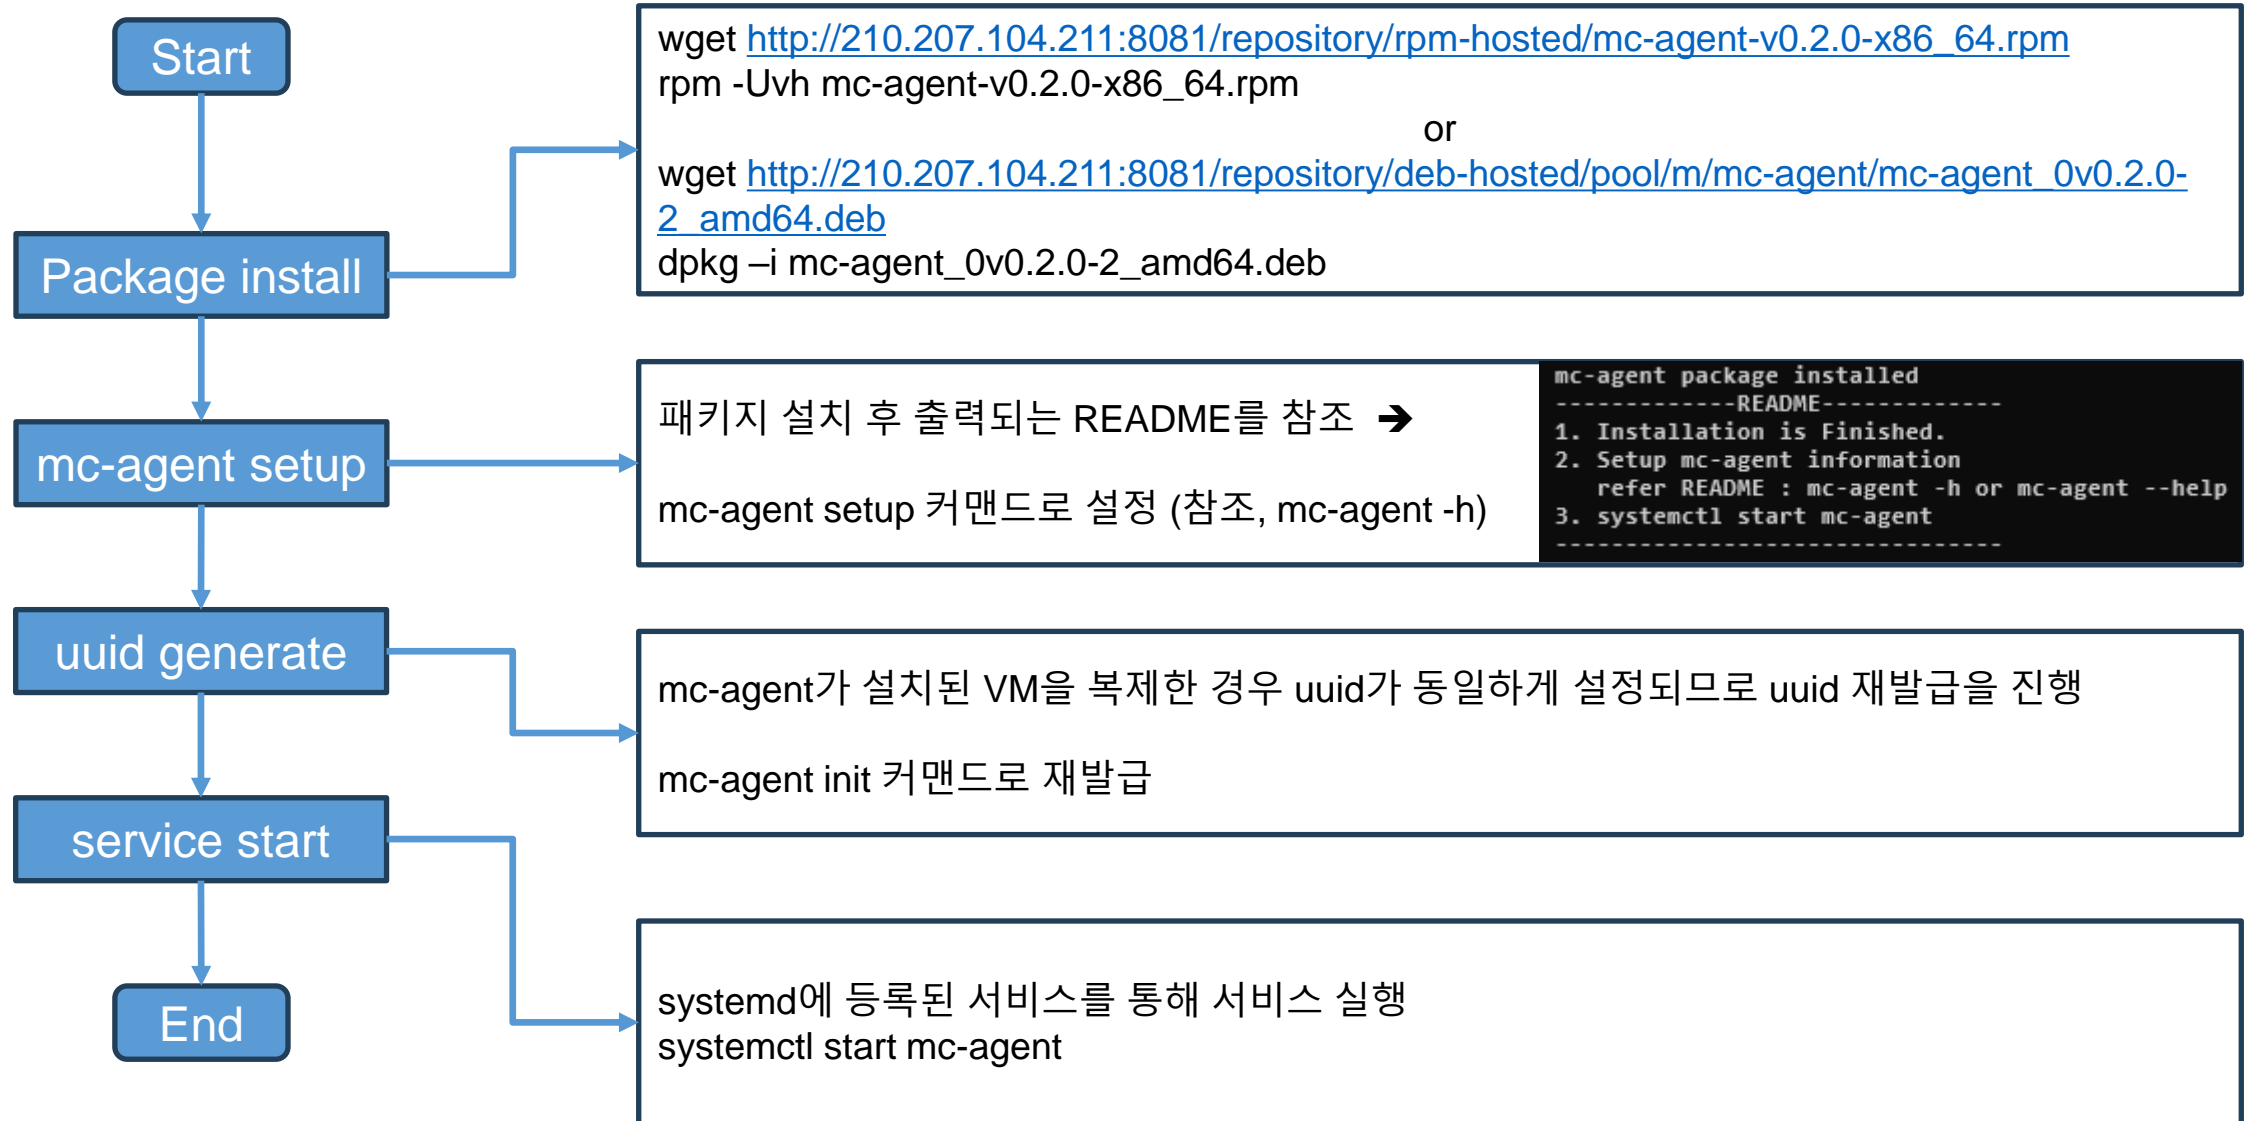 Start
wget http://210.207.104.211:8081/repository/rpm-hosted/mc-agent-v0.2.0-x86_64.rpm
rpm -Uvh mc-agent-v0.2.0-x86_64.rpm
or
wget http://210.207.104.211:8081/repository/deb-hosted/pool/m/mc-agent/mc-agent_0v0.2.0-
2_amd64.deb
dpkg –i mc-agent_0v0.2.0-2_amd64.deb
Package install
mc-agent setup
패키지 설치 후 출력되는 README를 참조 ➔
mc-agent setup 커맨드로 설정 (참조, mc-agent -h)
mc-agent package installed
-------------README-------------
1. Installation is Finished.
2. Setup mc-agent information
refer README : mc-agent -h or mc-agent --help
3. systemctl start mc-agent
--------------------------------
uuid generate
mc-agent가 설치된 VM을 복제한 경우 uuid가 동일하게 설정되므로 uuid 재발급을 진행
mc-agent init 커맨드로 재발급
service start
systemd에 등록된 서비스를 통해 서비스 실행
systemctl start mc-agent
End